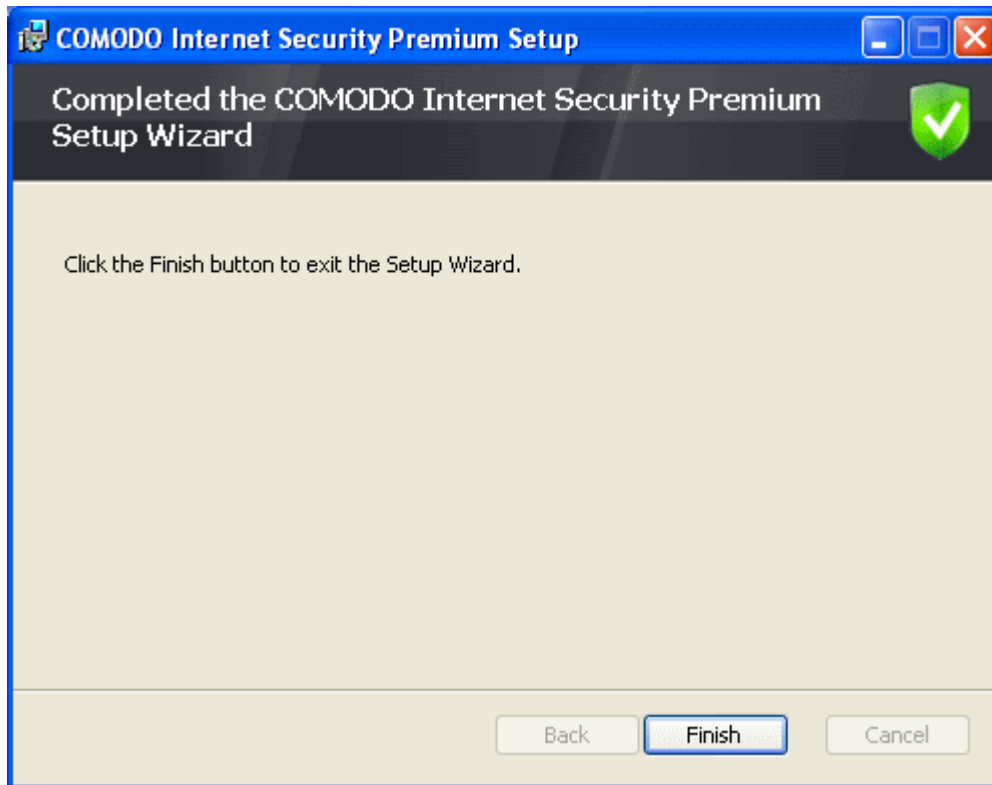 COMODO Internet Security Premium Setup
Completed the COMODO Internet Security Premium
Setup Wizard
Click the Finish button to exit the Setup Wizard.
Back
Finish
Cancel